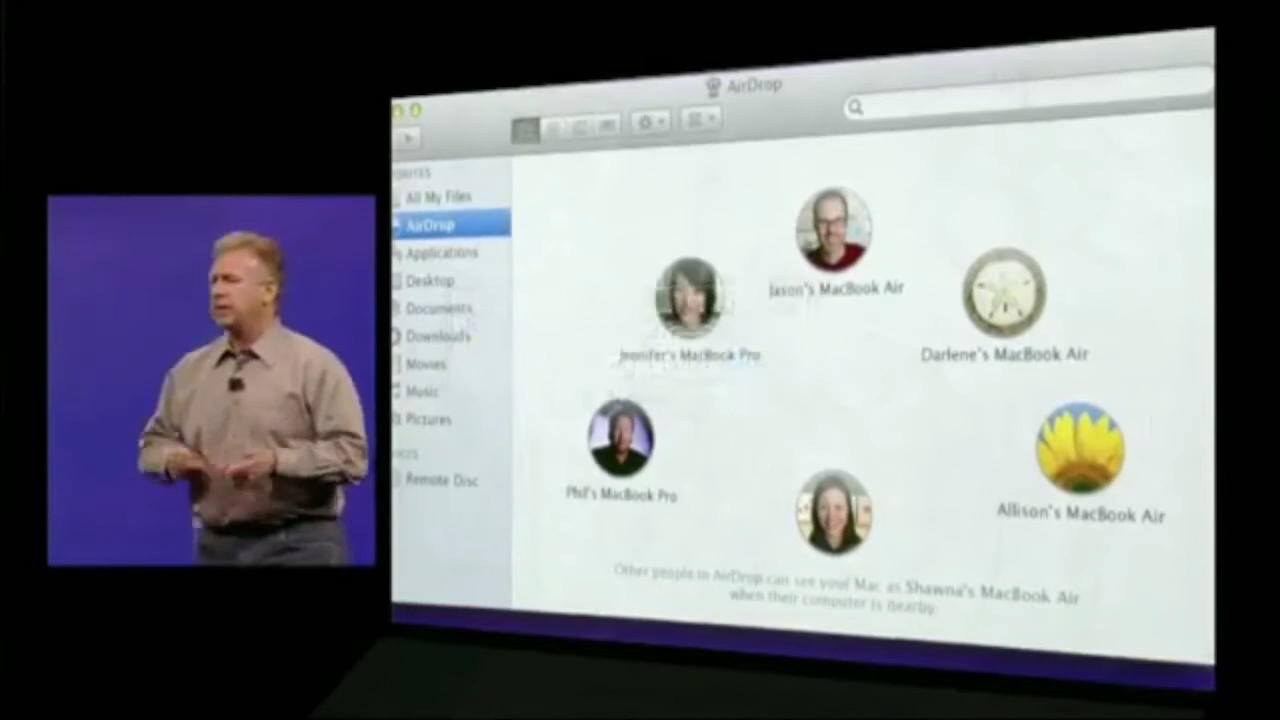 AirDrop
All My Files
AirDrop
Applications
Desktop
Documents
Downloads
Movies
Music
Pictures
Remote Disc
Jason's MacBook Air
Jennifer's MacBook Pro
Darlene's MacBook Air
Phil's MacBook Pro
Allison's MacBook Air
Other people in AirDrop can see your Mac as Shawna's MacBook Air
when their computer is nearby.